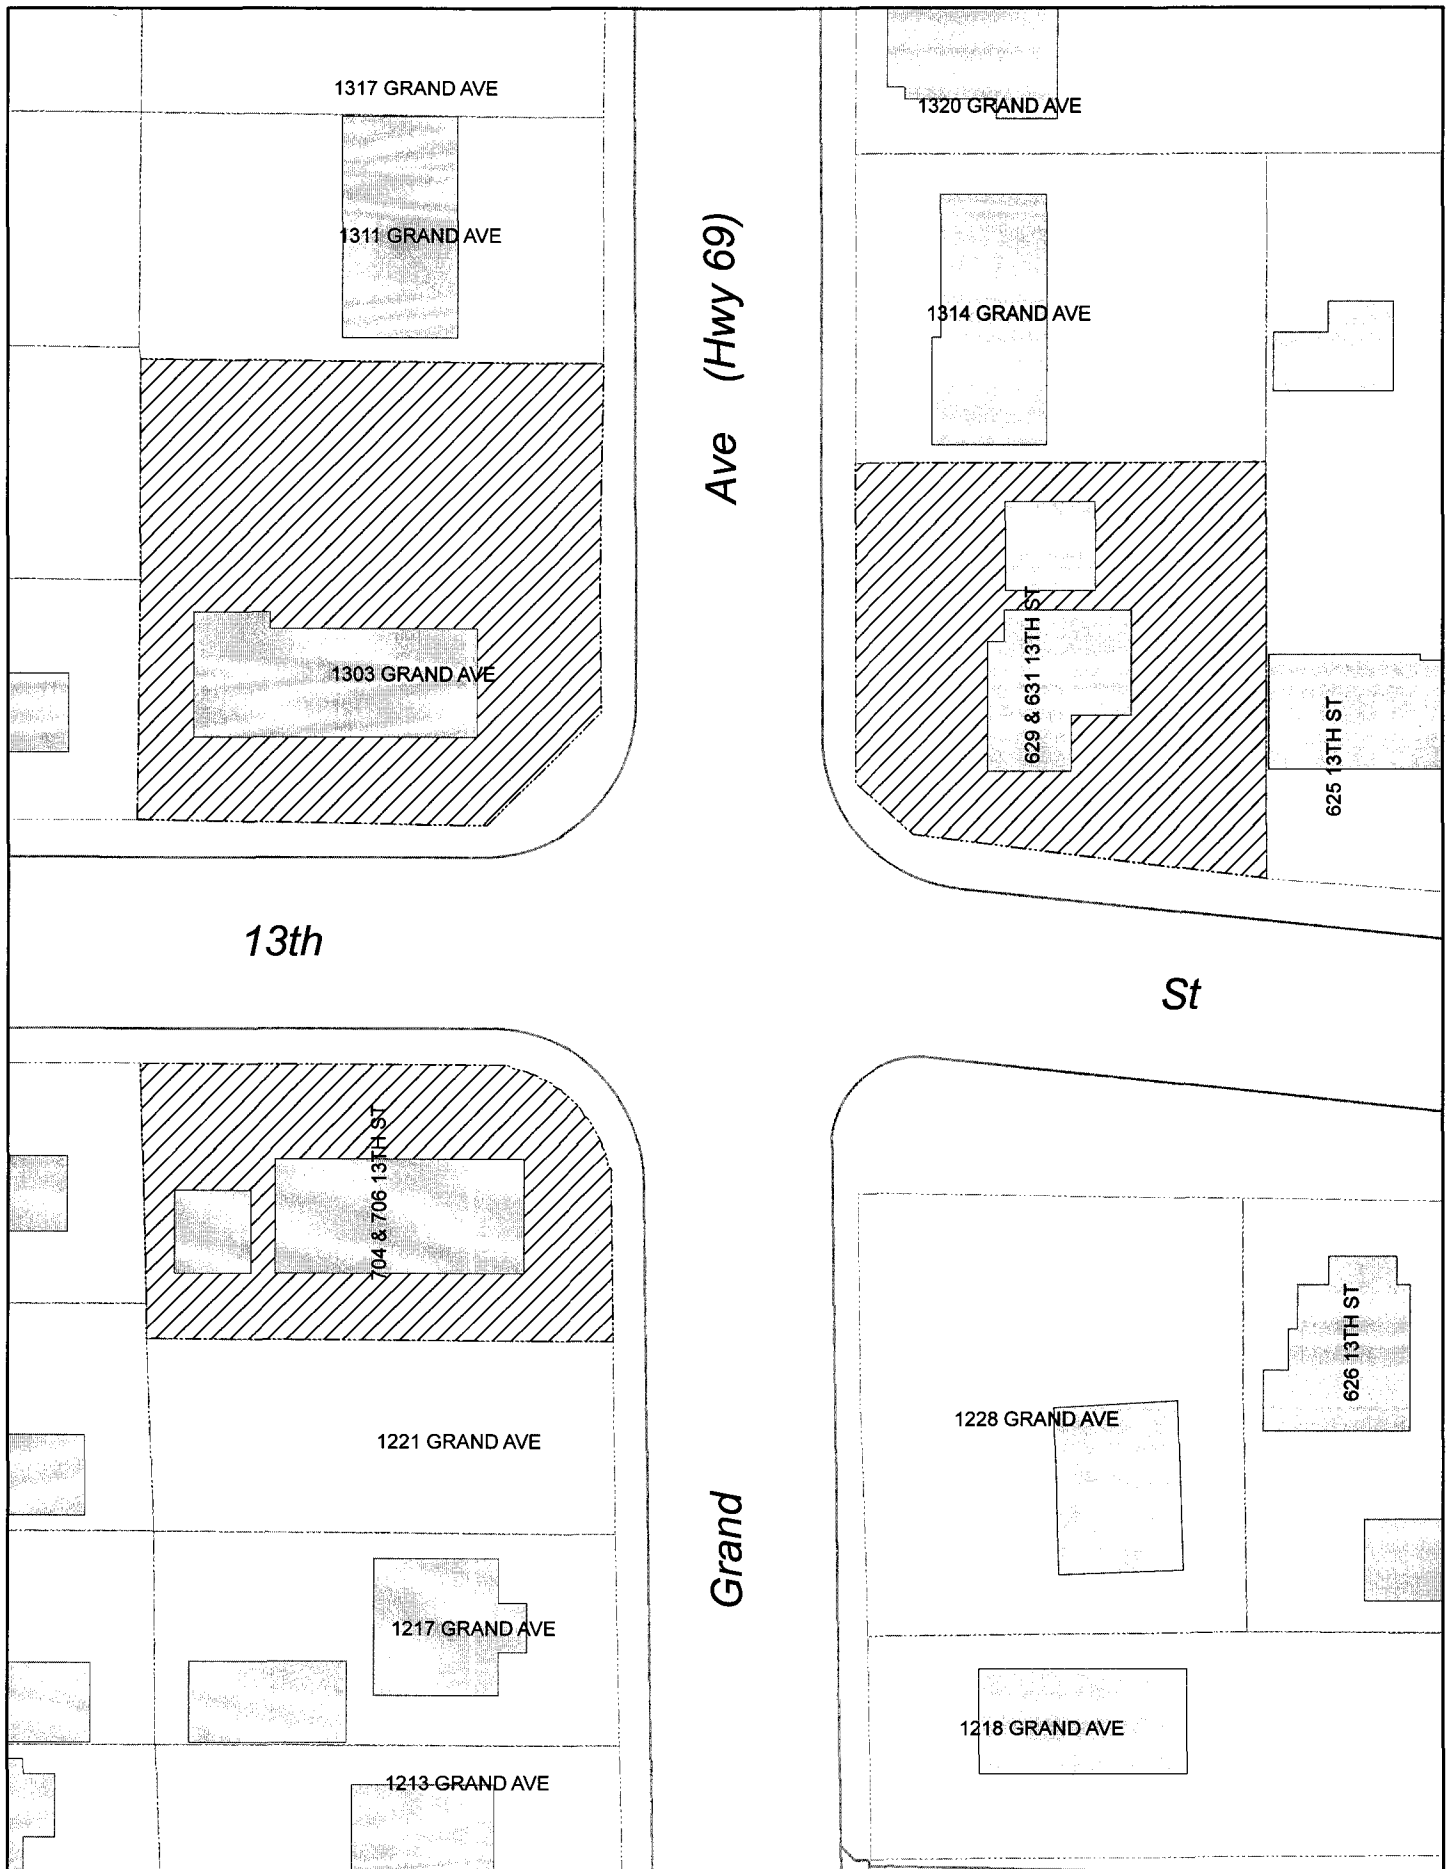 1317 GRAND AVE
1320 GRAND AVE
1311 GRAND AVE
1314 GRAND AVE
Grand Ave (Hwy 69)
1303 GRAND AVE
629 & 631 13TH ST
625 13TH ST
13th St
704 & 706 13TH ST
626 13TH ST
1228 GRAND AVE
1221 GRAND AVE
1217 GRAND AVE
1218 GRAND AVE
1213 GRAND AVE